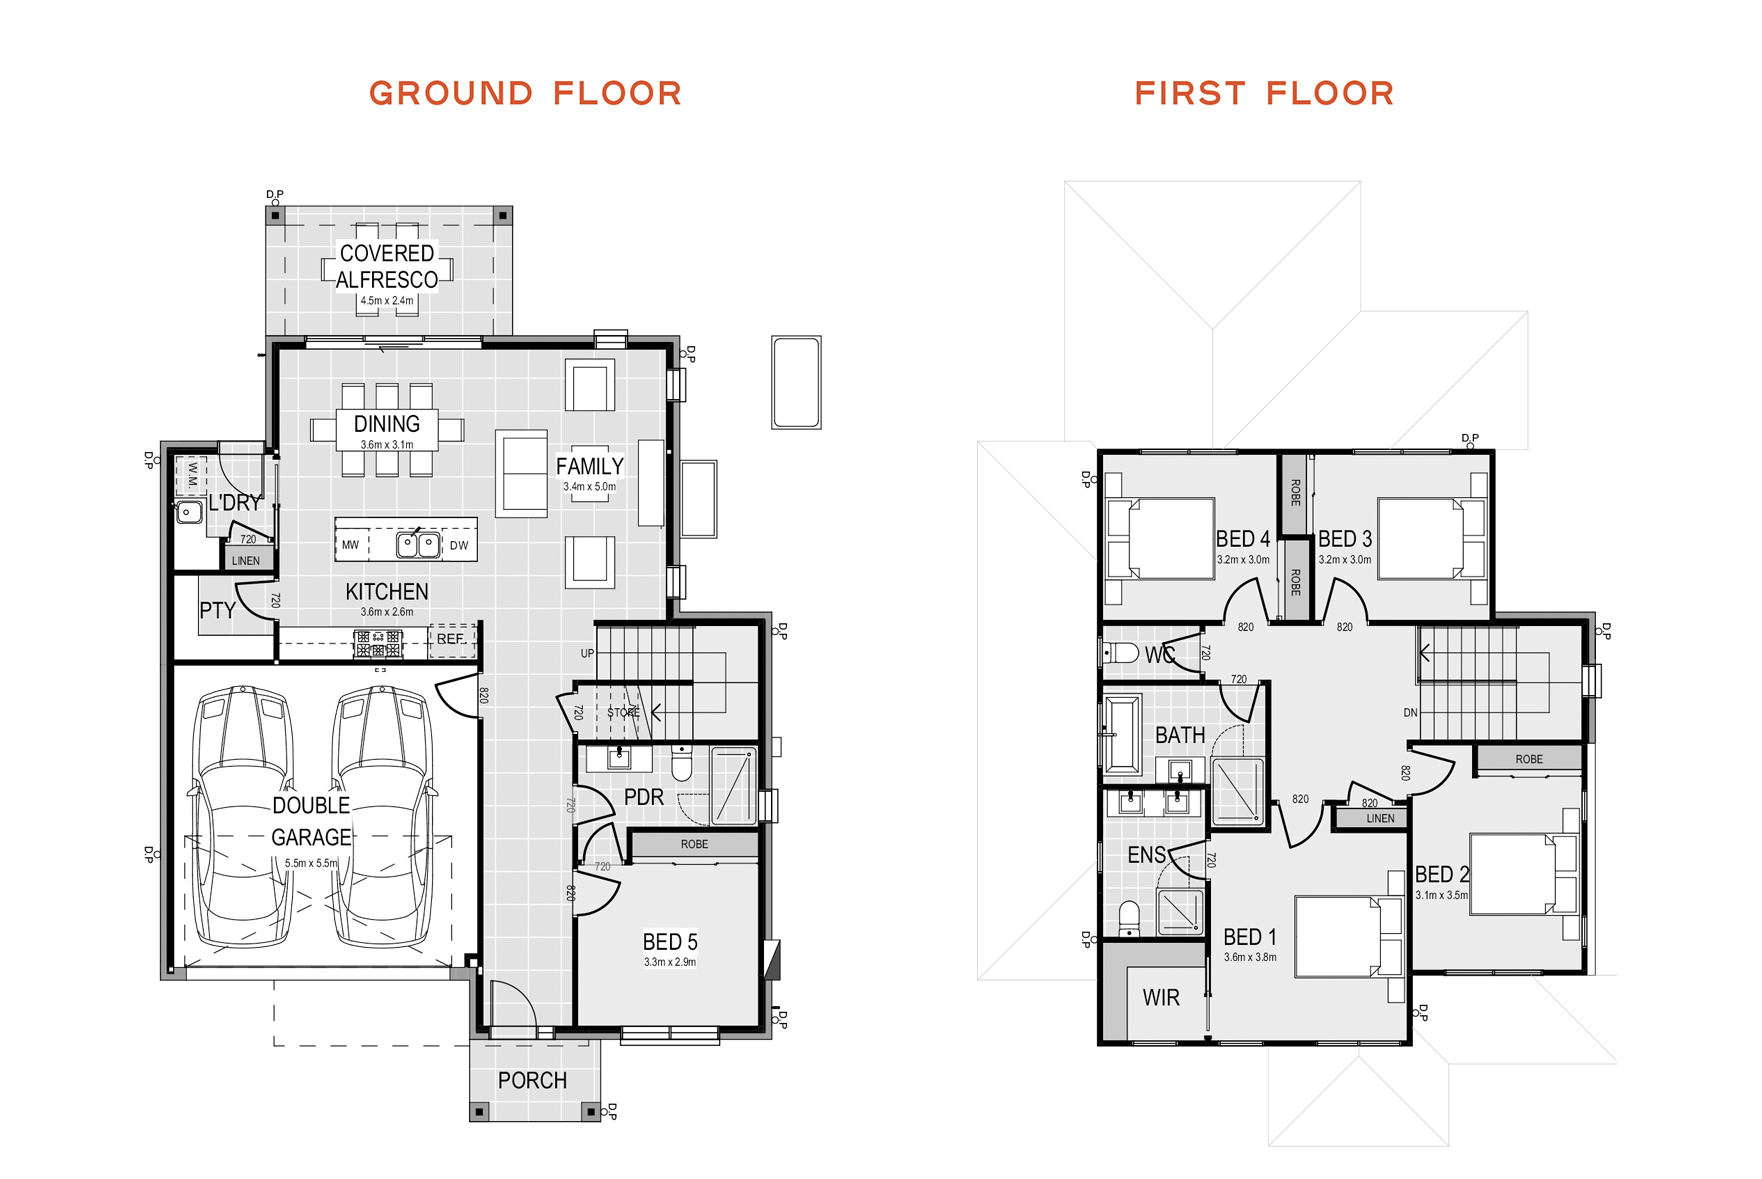 GROUND FLOOR
D.P
COVERED
ALFRESCO
4.5m x 2.4m
D.P
DINING
3.6m x 3.1m
FAMILY
3.4m x 5.0m
D.P
W.M.
L'DRY
720
LINEN
MW
DW
KITCHEN
3.6m x 2.6m
PTY
720
REF.
D.P
UP
820
720
STORE
PDR
720
DOUBLE
GARAGE
5.5m x 5.5m
D.P
ROBE
720
820
BED 5
3.3m x 2.9m
D.P
PORCH
D.P
FIRST FLOOR
D.P
D.P
ROBE
BED 4
3.2m x 3.0m
BED 3
3.2m x 3.0m
ROBE
820
820
D.P
WC
720
720
DN
BATH
ROBE
820
820
820
LINEN
ENS
720
BED 2
3.1m x 3.5m
BED 1
3.6m x 3.8m
D.P
WIR
D.P